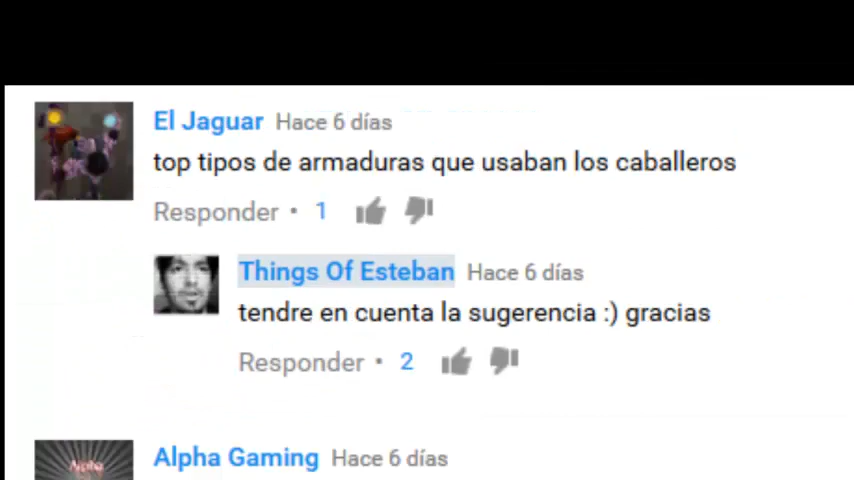 El Jaguar Hace 6 días
top tipos de armaduras que usaban los caballeros
Responder • 1
Things Of Esteban Hace 6 días
tendre en cuenta la sugerencia :) gracias
Responder • 2
Alpha Gaming Hace 6 días